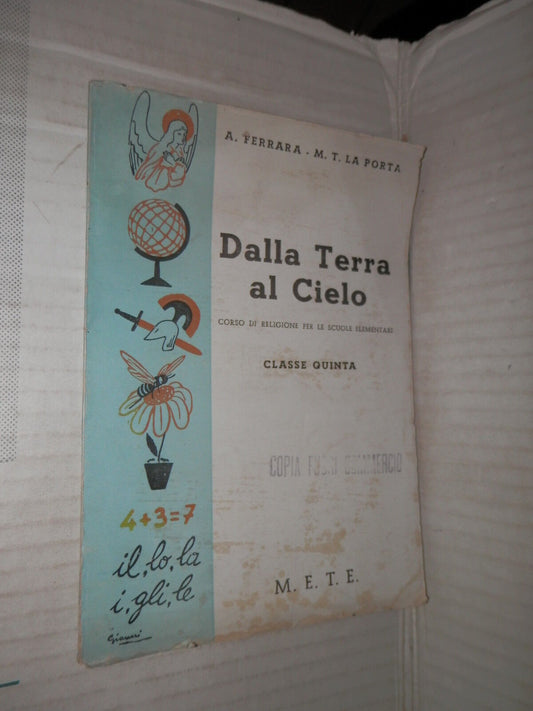 A. FERRARA - M. T. LA PORTA
Dalla Terra
al Cielo
CORSO DI RELIGIONE PER LE SCUOLE ELEMENTARI
CLASSE QUINTA
COPIA FUORI COMMERCIO
M. E. T. E.
4+3=7
il, lo, la
i, gli, le
Gianni